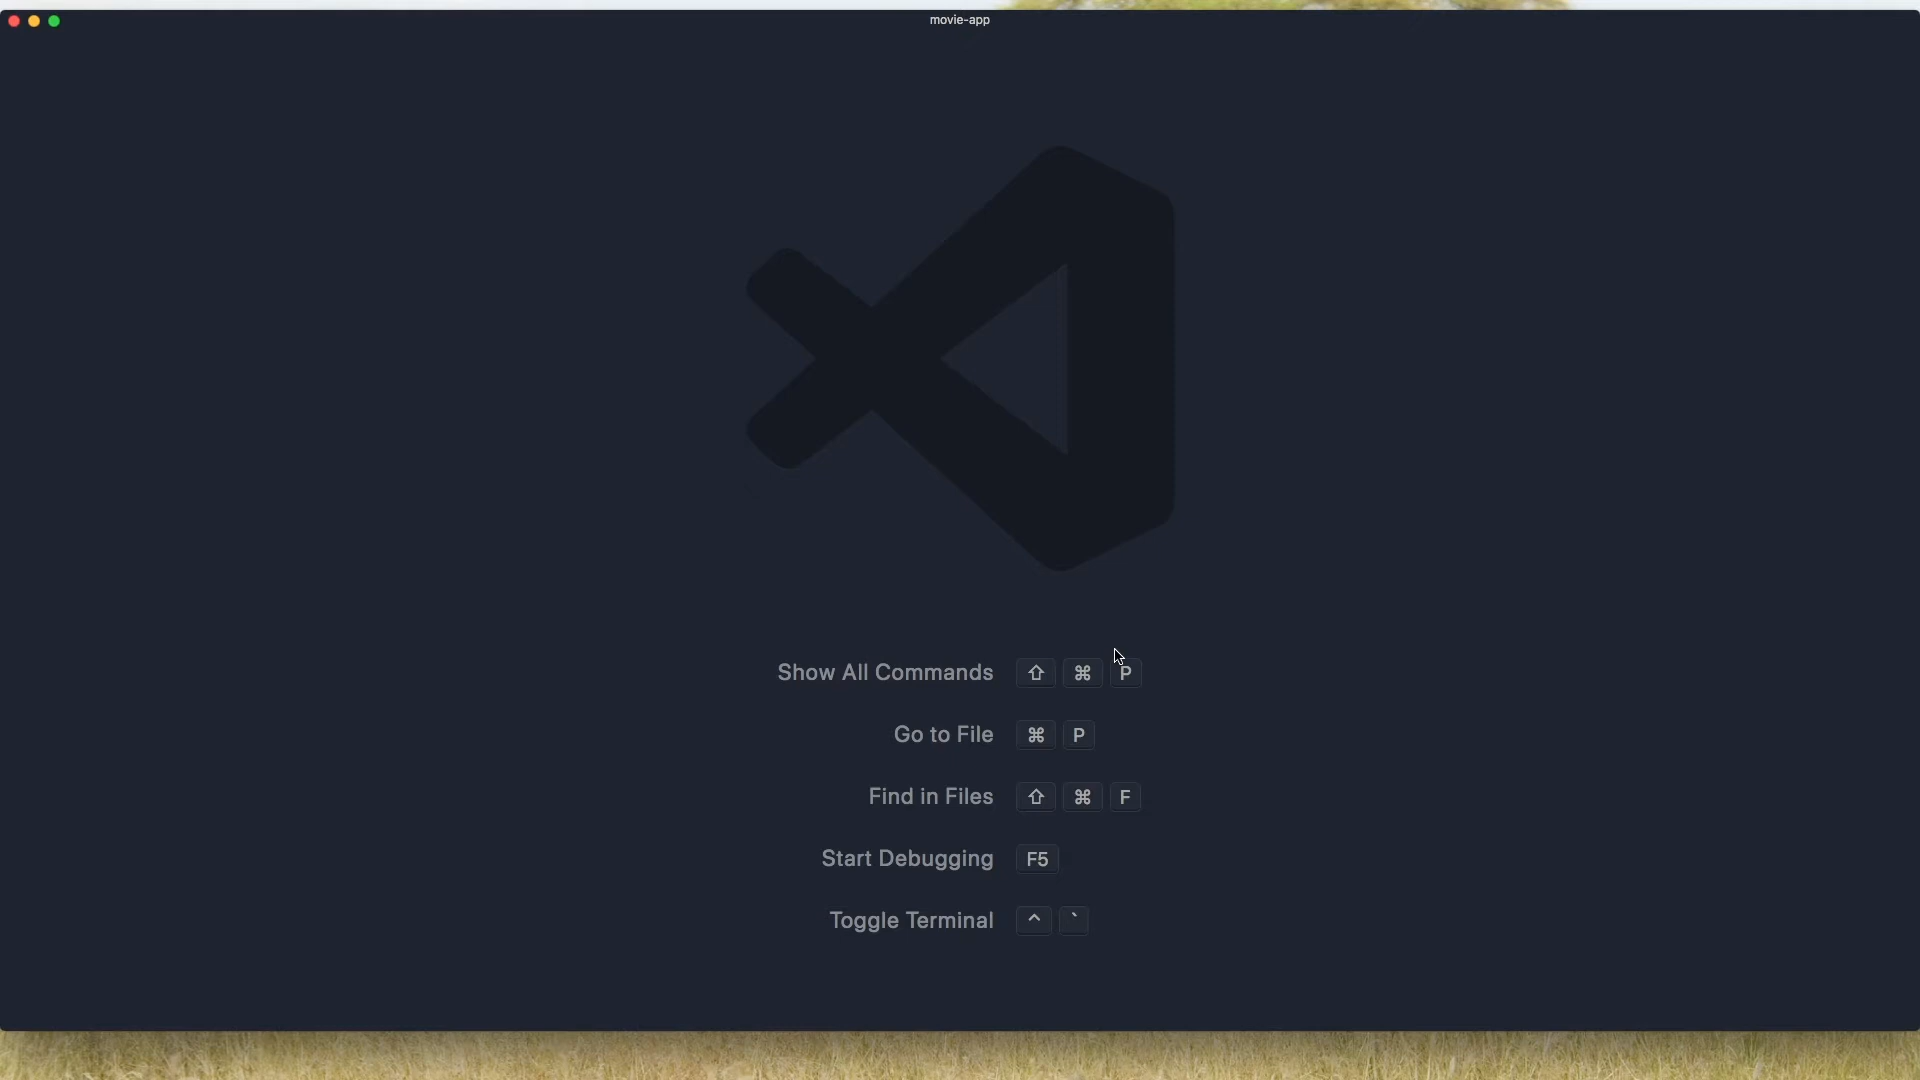 movie-app
Show All Commands ⇧ ⌘ P
Go to File ⌘ P
Find in Files ⇧ ⌘ F
Start Debugging F5
Toggle Terminal ^ `